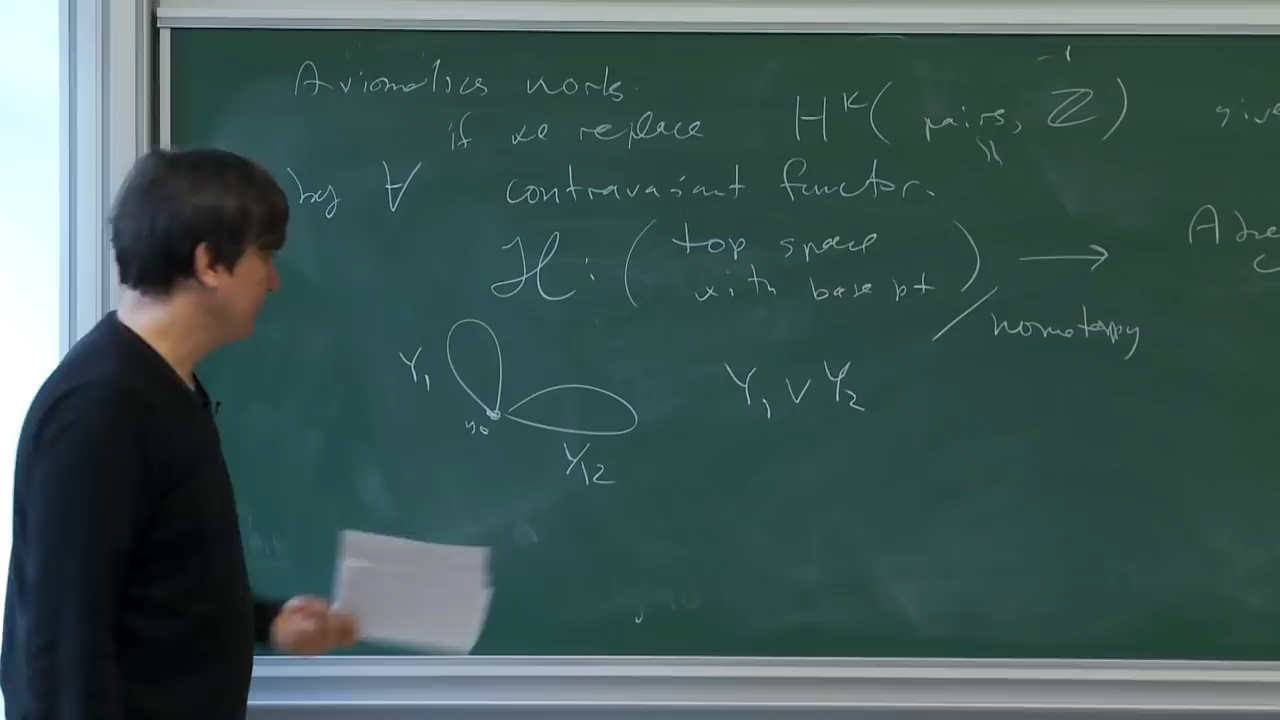 Axiomatics works
if we replace H^k( pairs, Z ) give
by ∀ contravariant functor.
ℋ : ( top space with base pt ) / homotopy ⟶
Y₁ y₀ Y₂
Y₁ ∨ Y₂